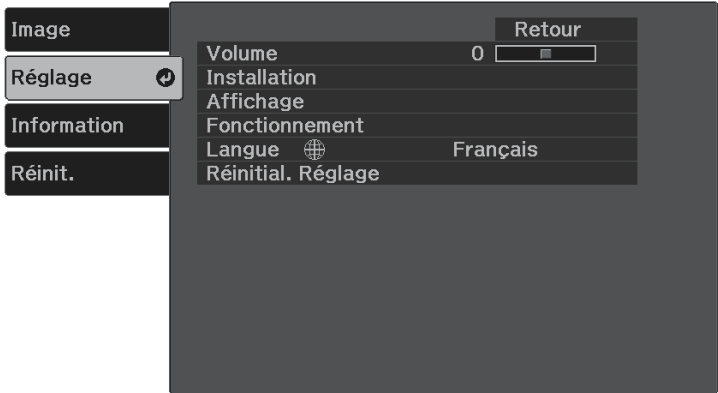 Image
Réglage
Information
Réinit.
Retour
Volume 0
Installation
Affichage
Fonctionnement
Langue Français
Réinitial. Réglage